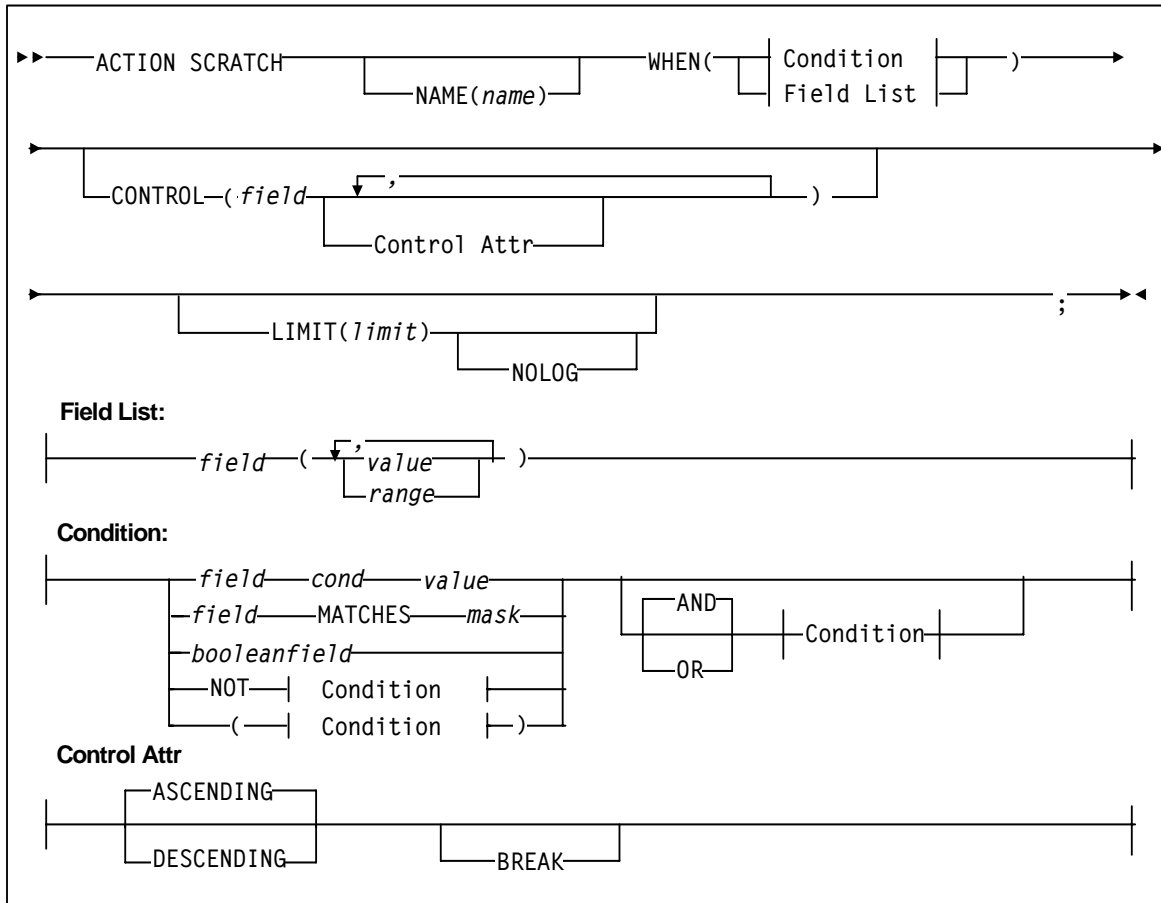 ACTION SCRATCH WHEN( Condition )
NAME(name) Field List
,
CONTROL ( field )
Control Attr
;
LIMIT(limit)
NOLOG
Field List:
,
field ( value )
range
Condition:
field cond value
AND
field MATCHES mask
Condition
booleanfield
OR
NOT Condition
( Condition )
Control Attr
ASCENDING
DESCENDING
BREAK